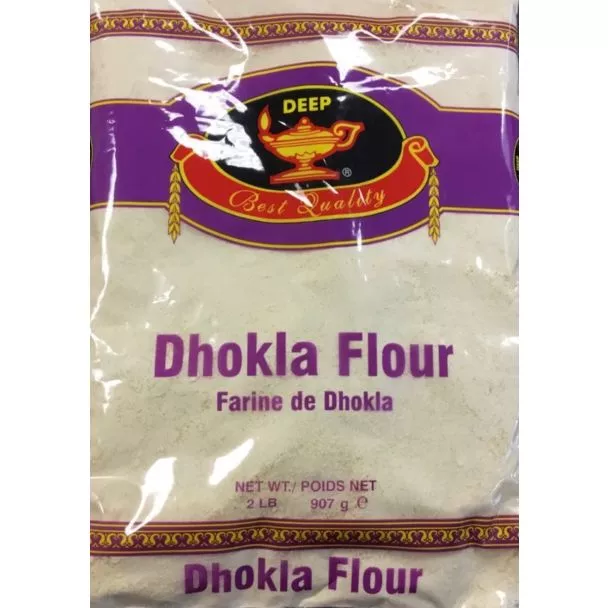 DEEP
®
Best Quality
Dhokla Flour
Farine de Dhokla
NET WT./ POIDS NET
2 LB 907 g ℮
Dhokla Flour